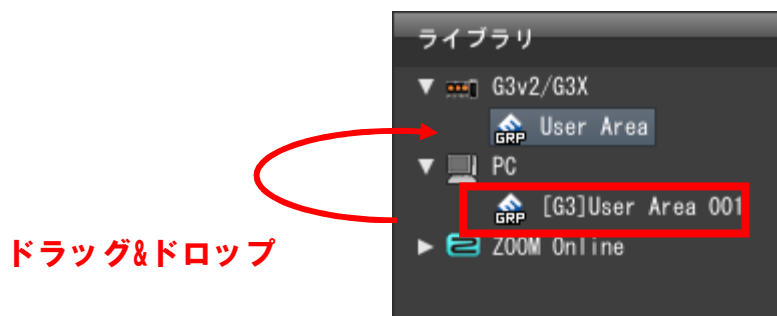 ライブラリ
▼ G3v2/G3X
GRP User Area
▼ PC
GRP [G3]User Area 001
▶ ZOOM Online
ドラッグ&ドロップ